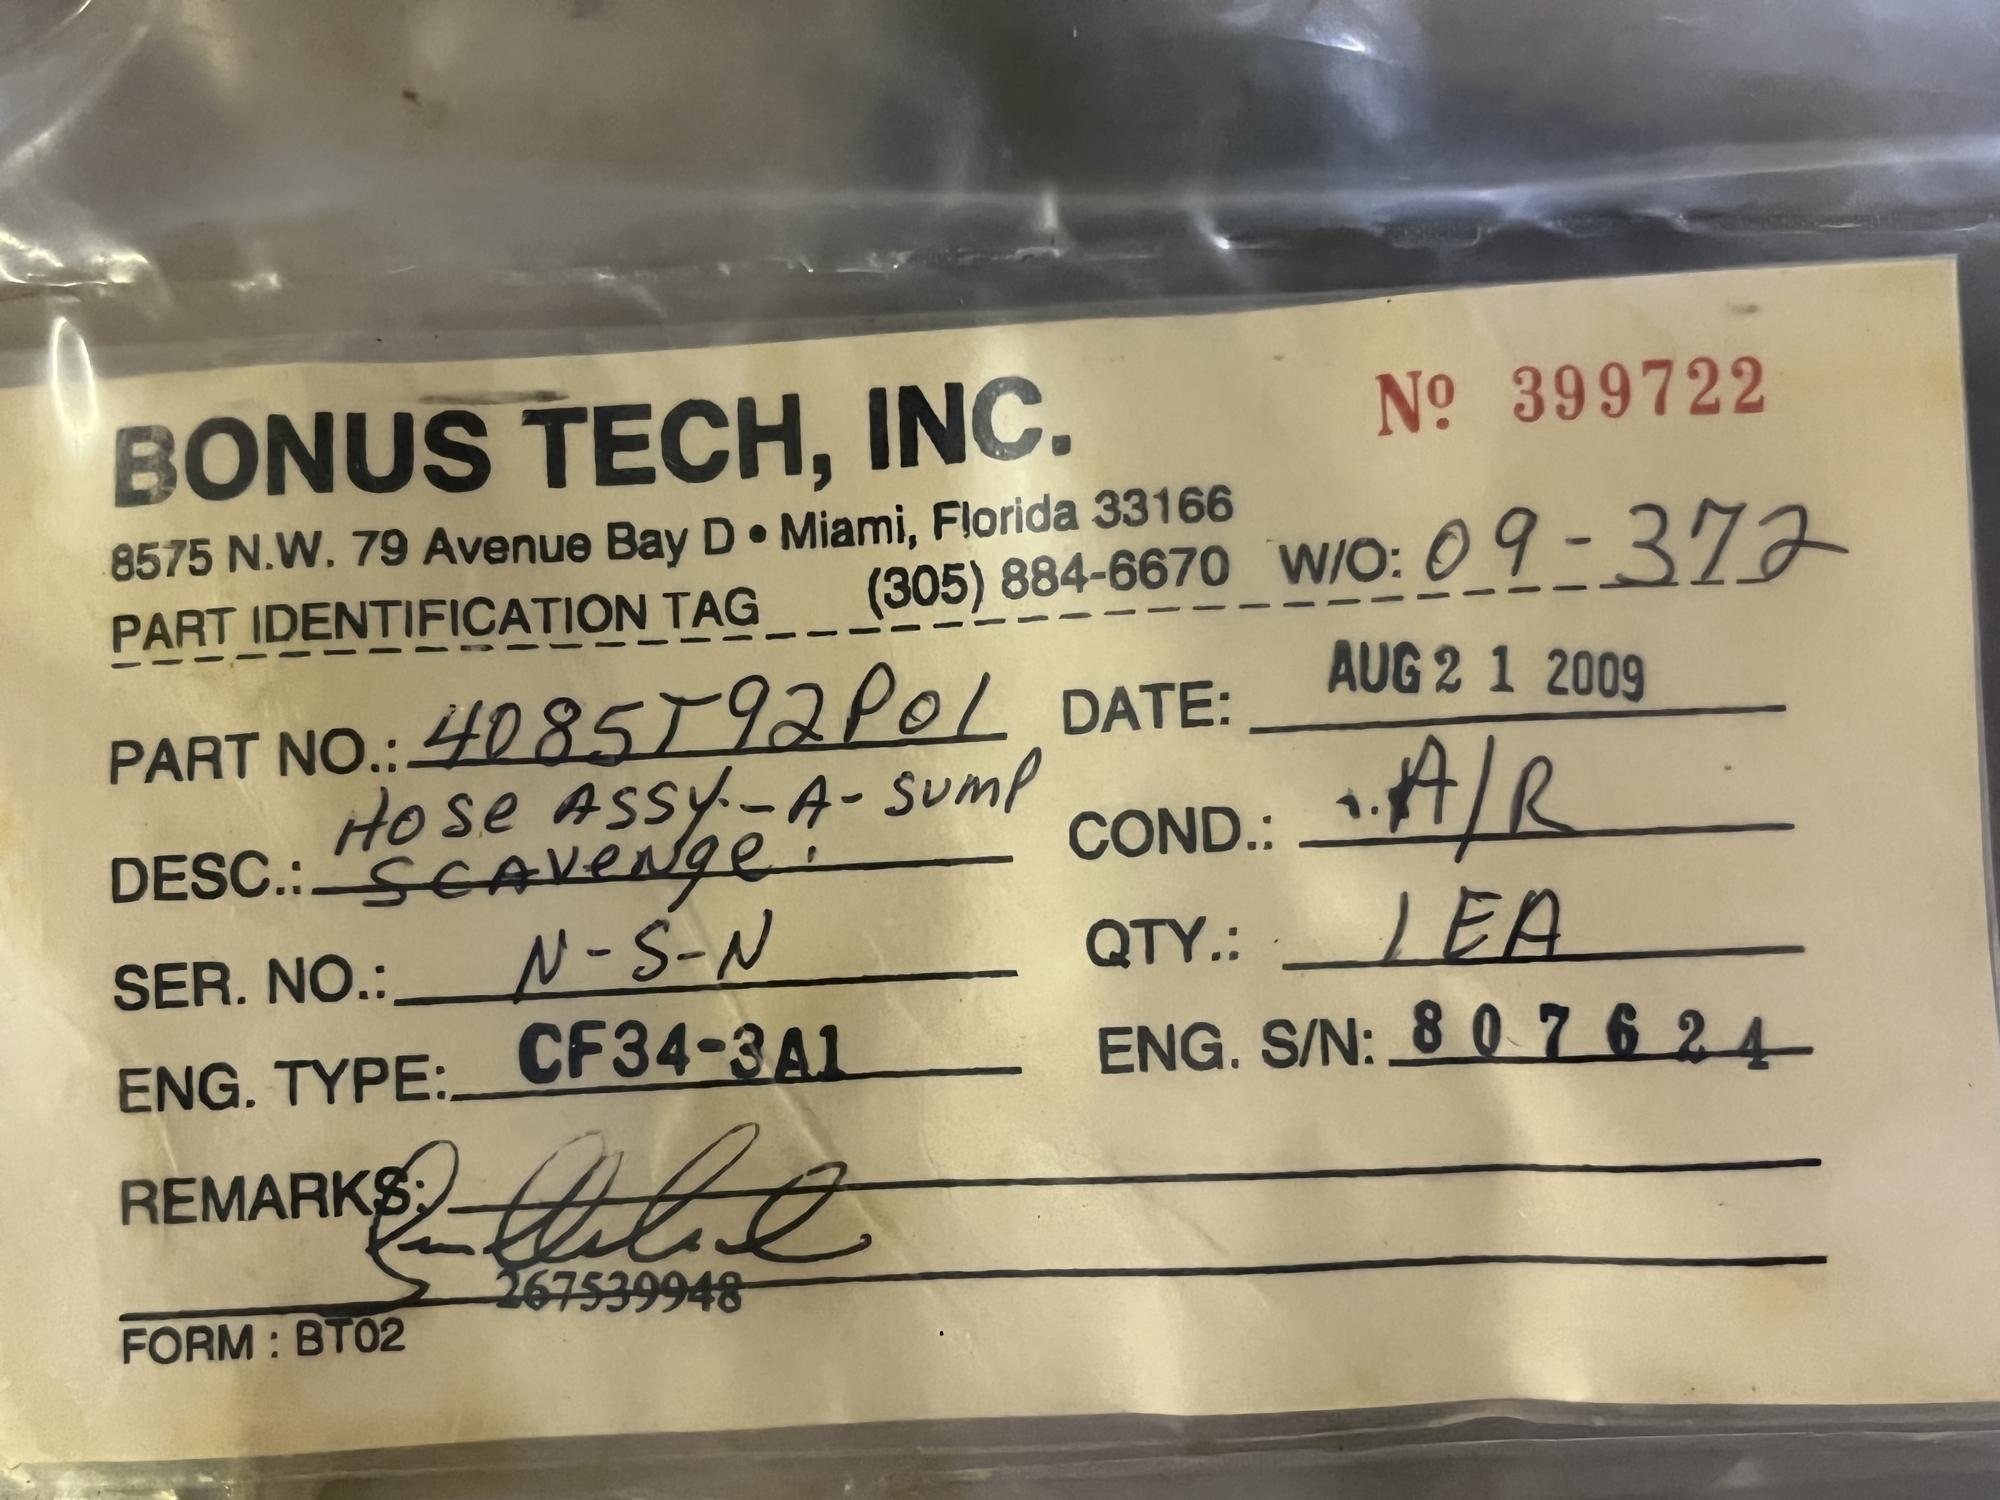 BONUS TECH, INC.
Nº 399722
8575 N.W. 79 Avenue Bay D • Miami, Florida 33166
PART IDENTIFICATION TAG (305) 884-6670 W/O: 09-372
PART NO.: 4085T92P01 DATE: AUG 21 2009
HOSE ASSY.-A-SUMP
DESC.: SCAVENGE. COND.: A/R
SER. NO.: N-S-N QTY.: 1 EA
ENG. TYPE: CF34-3A1 ENG. S/N: 807624
REMARKS:
267539948
FORM : BT02